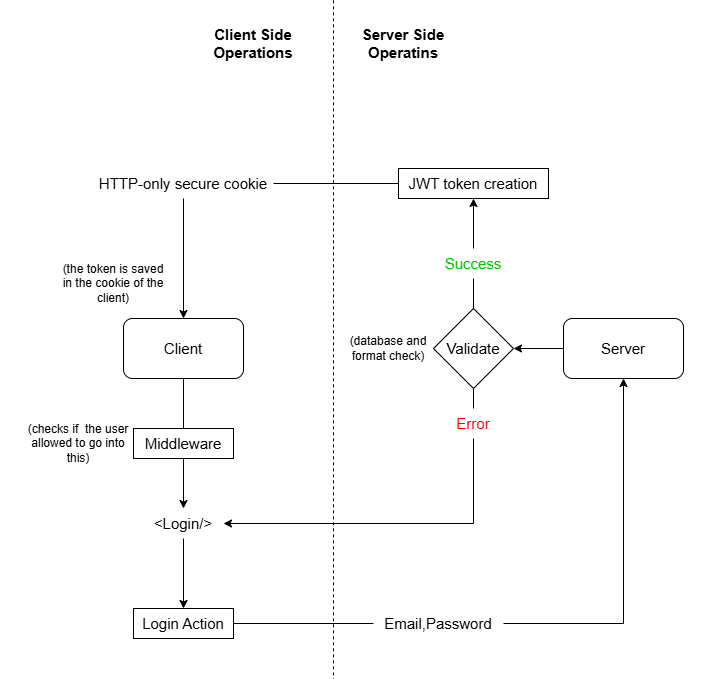 Client Side
Operations
Server Side
Operatins
HTTP-only secure cookie
JWT token creation
(the token is saved
in the cookie of the
client)
Success
Client
(database and
format check)
Validate
Server
(checks if  the user
allowed to go into
this)
Middleware
Error
<Login/>
Login Action
Email,Password